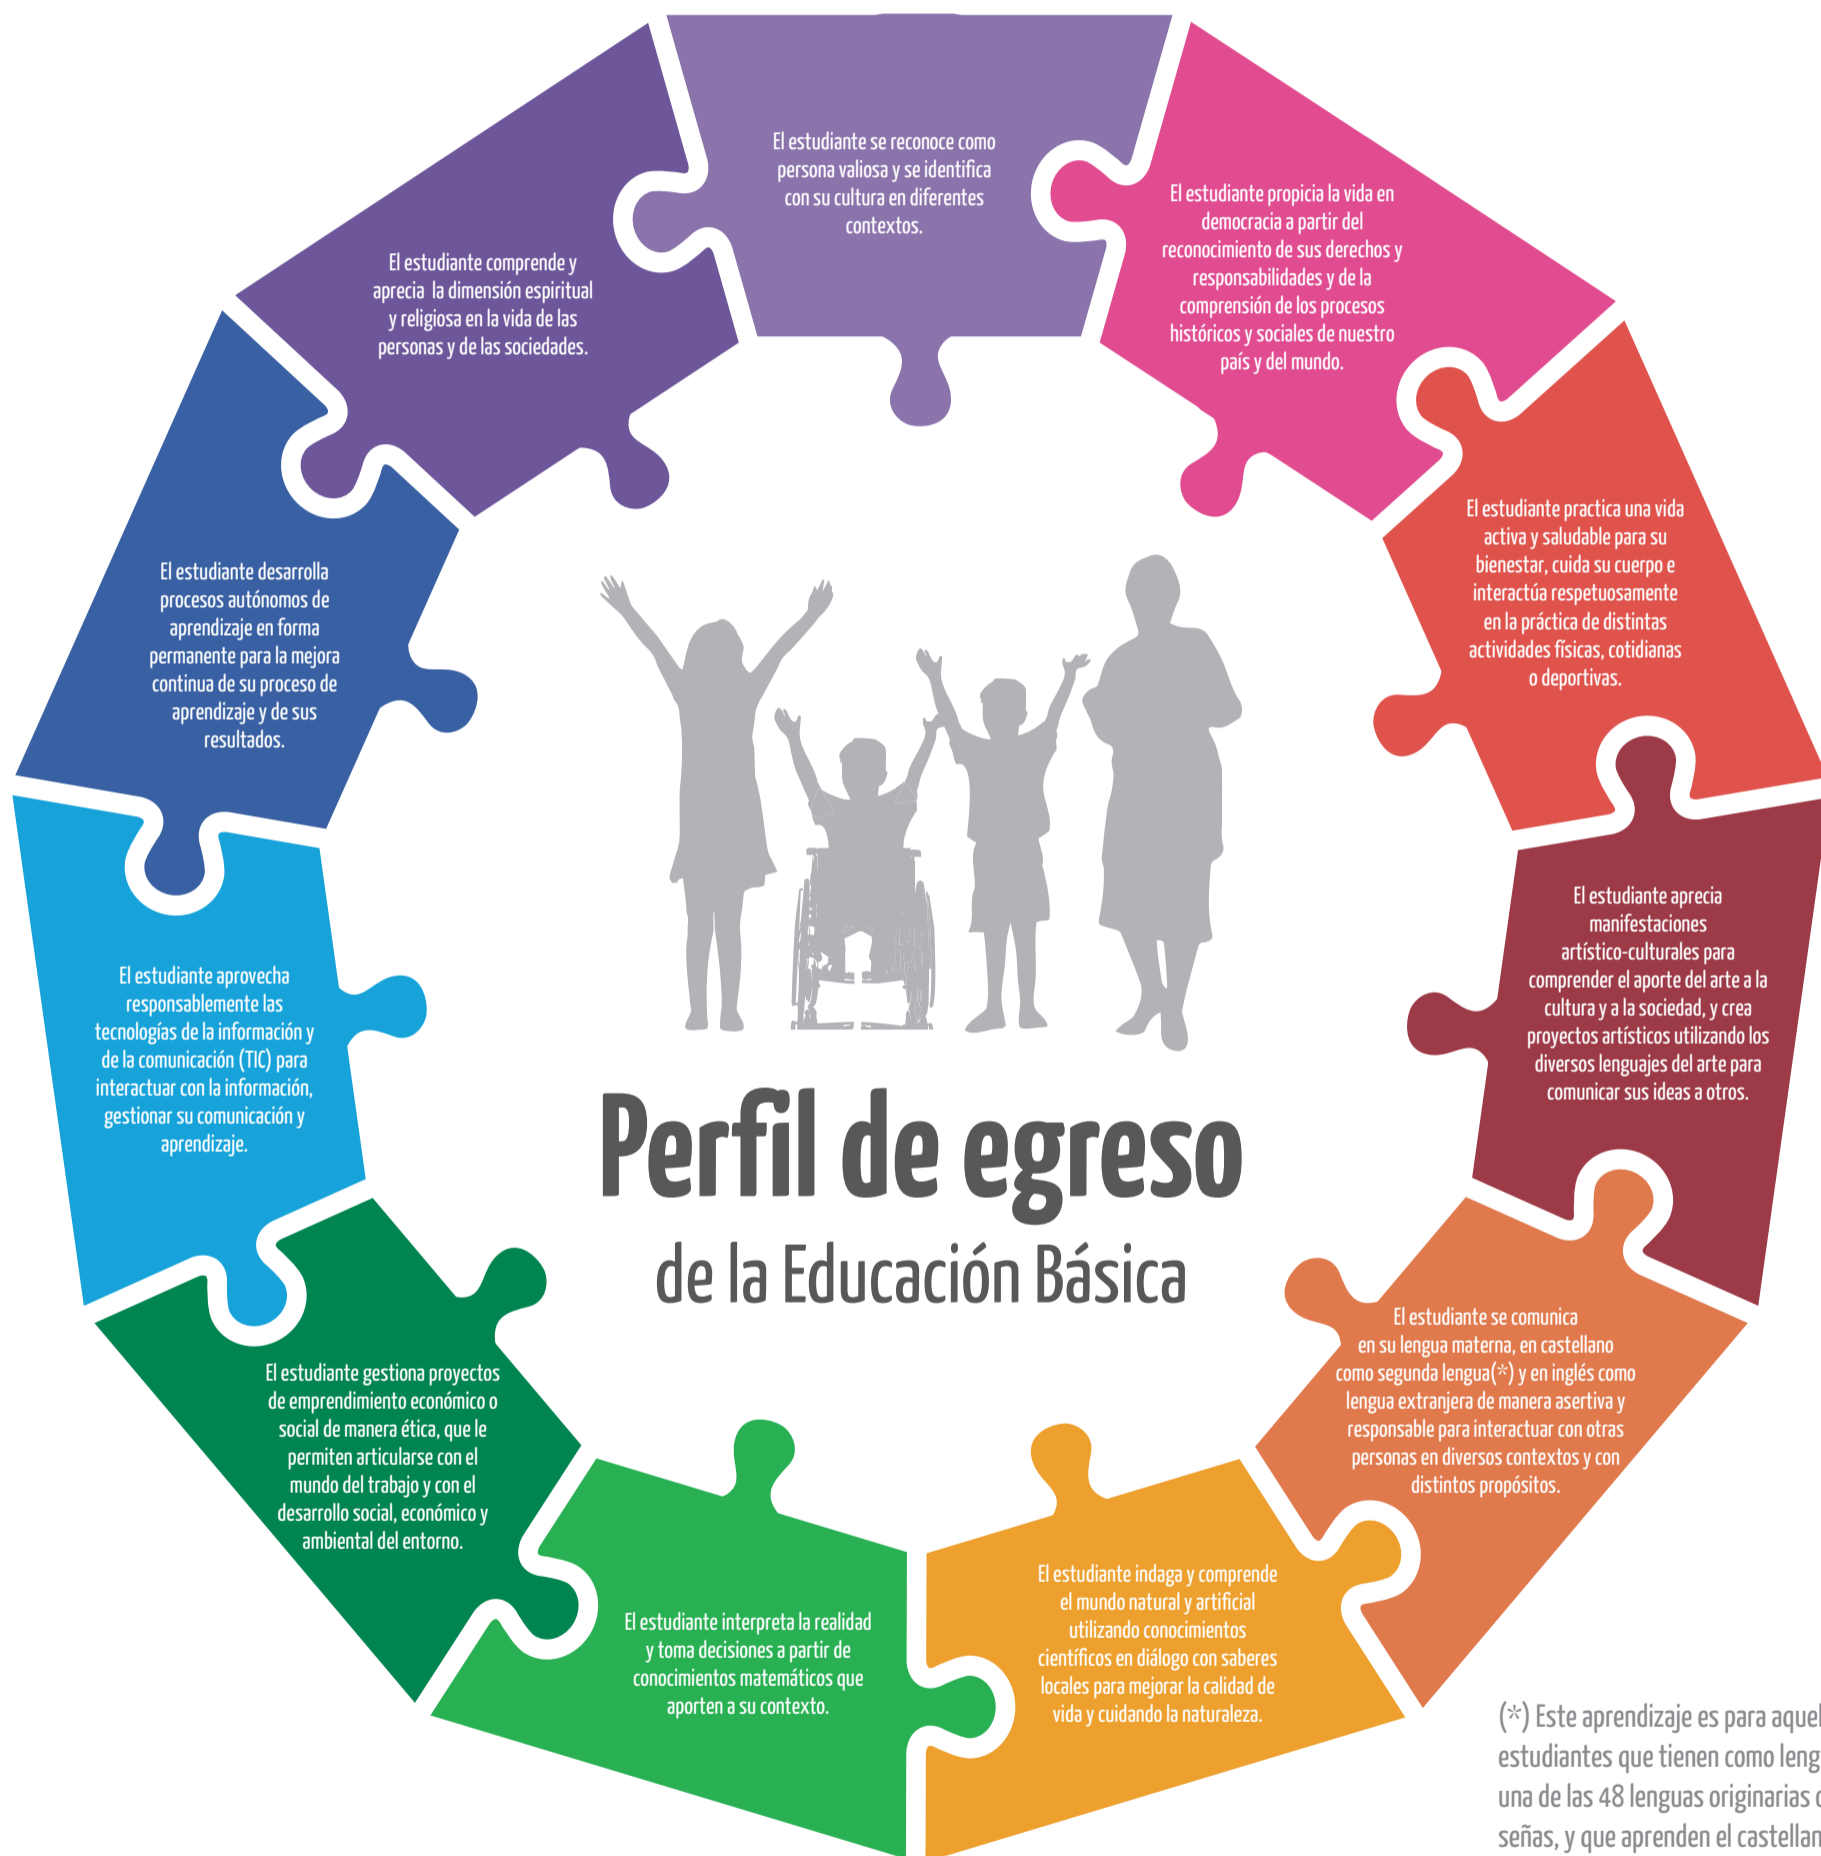 El estudiante se reconoce como
persona valiosa y se identifica
con su cultura en diferentes
contextos.
El estudiante propicia la vida en
democracia a partir del
reconocimiento de sus derechos y
responsabilidades y de la
comprensión de los procesos
históricos y sociales de nuestro
país y del mundo.
El estudiante practica una vida
activa y saludable para su
bienestar, cuida su cuerpo e
interactúa respetuosamente
en la práctica de distintas
actividades físicas, cotidianas
o deportivas.
El estudiante aprecia
manifestaciones
artístico-culturales para
comprender el aporte del arte a la
cultura y a la sociedad, y crea
proyectos artísticos utilizando los
diversos lenguajes del arte para
comunicar sus ideas a otros.
El estudiante se comunica
en su lengua materna, en castellano
como segunda lengua(*) y en inglés como
lengua extranjera de manera asertiva y
responsable para interactuar con otras
personas en diversos contextos y con
distintos propósitos.
El estudiante indaga y comprende
el mundo natural y artificial
utilizando conocimientos
científicos en diálogo con saberes
locales para mejorar la calidad de
vida y cuidando la naturaleza.
El estudiante interpreta la realidad
y toma decisiones a partir de
conocimientos matemáticos que
aporten a su contexto.
El estudiante gestiona proyectos
de emprendimiento económico o
social de manera ética, que le
permiten articularse con el
mundo del trabajo y con el
desarrollo social, económico y
ambiental del entorno.
El estudiante aprovecha
responsablemente las
tecnologías de la información y
de la comunicación (TIC) para
interactuar con la información,
gestionar su comunicación y
aprendizaje.
El estudiante desarrolla
procesos autónomos de
aprendizaje en forma
permanente para la mejora
continua de su proceso de
aprendizaje y de sus
resultados.
El estudiante comprende y
aprecia la dimensión espiritual
y religiosa en la vida de las
personas y de las sociedades.
Perfil de egreso
de la Educación Básica
(*) Este aprendizaje es para
estudiantes que tienen como
una de las 48 lenguas originarias
señas, y que aprenden el